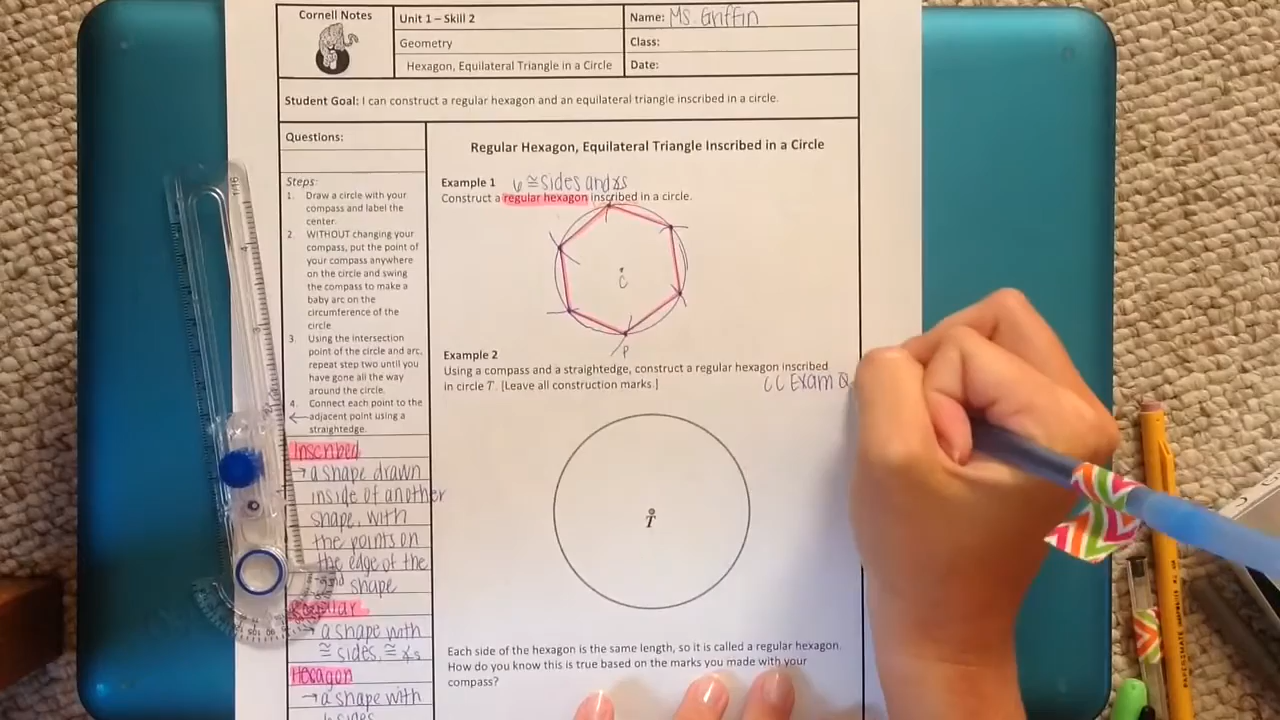 Cornell Notes
Unit 1 – Skill 2
Name: Ms. Griffin
Geometry
Class:
Hexagon, Equilateral Triangle in a Circle
Date:
Student Goal: I can construct a regular hexagon and an equilateral triangle inscribed in a circle.
Questions:
Steps:
1. Draw a circle with your
compass and label the
center.
2. WITHOUT changing your
compass, put the point of
your compass anywhere
on the circle and swing
the compass to make a
baby arc on the
circumference of the
circle
3. Using the intersection
point of the circle and arc,
repeat step two until you
have gone all the way
around the circle.
4. Connect each point to the
adjacent point using a
straightedge.
Inscribed
→ a shape drawn
inside of another
shape, with
the points on
the edge of the
2nd shape
Regular
→ a shape with
≅ sides, ≅ ∡s
Hexagon
→ a shape with
6 sides
Regular Hexagon, Equilateral Triangle Inscribed in a Circle
Example 1 6 ≅ sides and ∡s
Construct a regular hexagon inscribed in a circle.
C
P
Example 2
Using a compass and a straightedge, construct a regular hexagon inscribed
in circle T. [Leave all construction marks.]
CC Exam Q
T
Each side of the hexagon is the same length, so it is called a regular hexagon.
How do you know this is true based on the marks you made with your
compass?